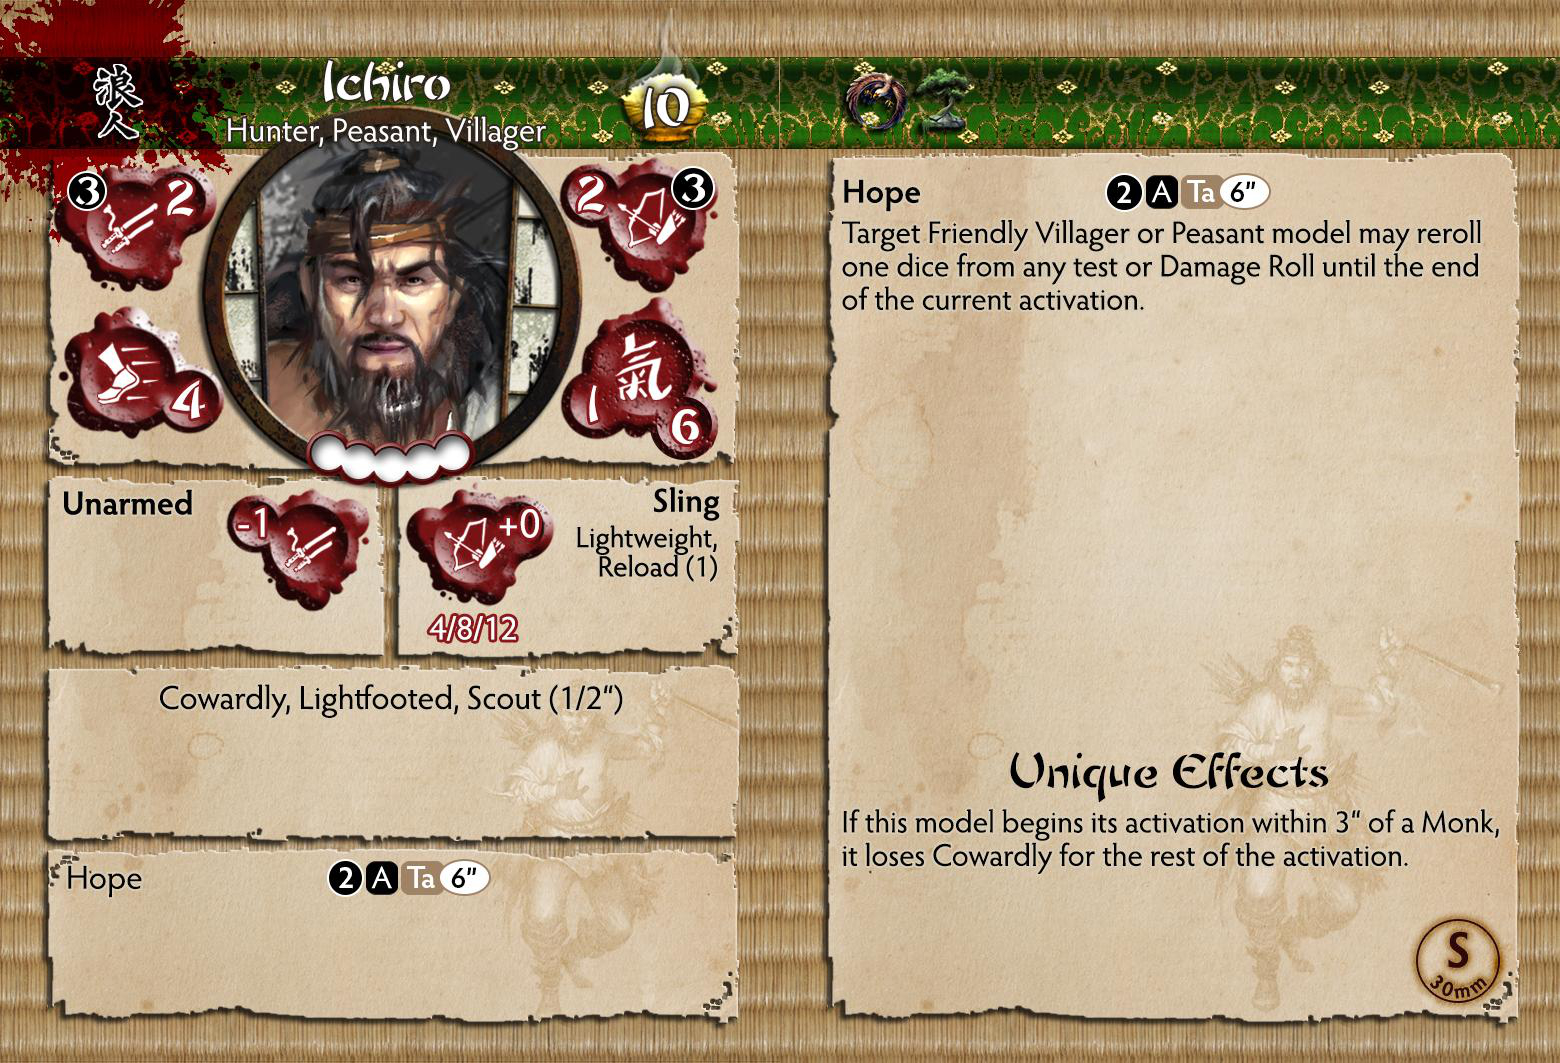 浪人
Ichiro
Hunter, Peasant, Villager
10
3 2
2 3
4
氣
1 6
Unarmed
-1
+0
Sling
Lightweight,
Reload (1)
4/8/12
Cowardly, Lightfooted, Scout (1/2")
Hope 2 A Ta 6"
Hope 2 A Ta 6"
Target Friendly Villager or Peasant model may reroll
one dice from any test or Damage Roll until the end
of the current activation.
Unique Effects
If this model begins its activation within 3" of a Monk,
it loses Cowardly for the rest of the activation.
S
30mm